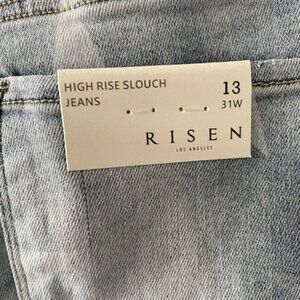 HIGH RISE SLOUCH
JEANS
13
31W
RISEN
LOS ANGELES